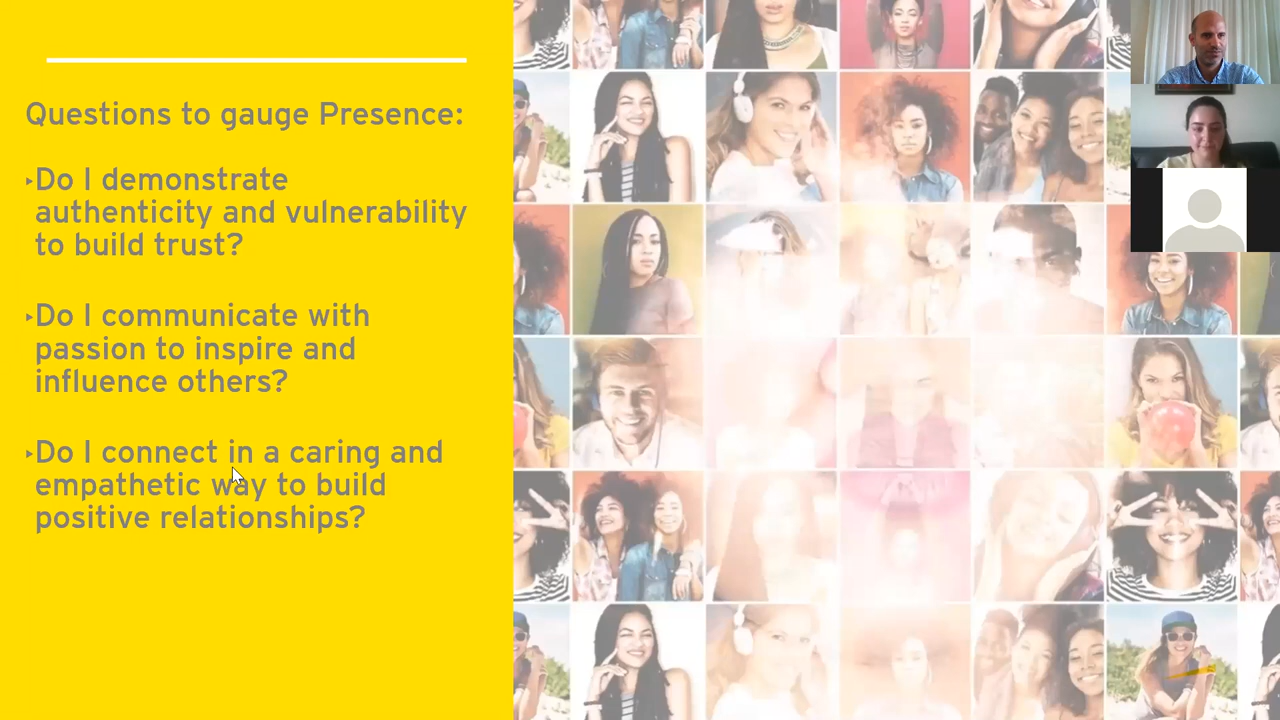 Questions to gauge Presence:
▸Do I demonstrate
authenticity and vulnerability
to build trust?
▸Do I communicate with
passion to inspire and
influence others?
▸Do I connect in a caring and
empathetic way to build
positive relationships?